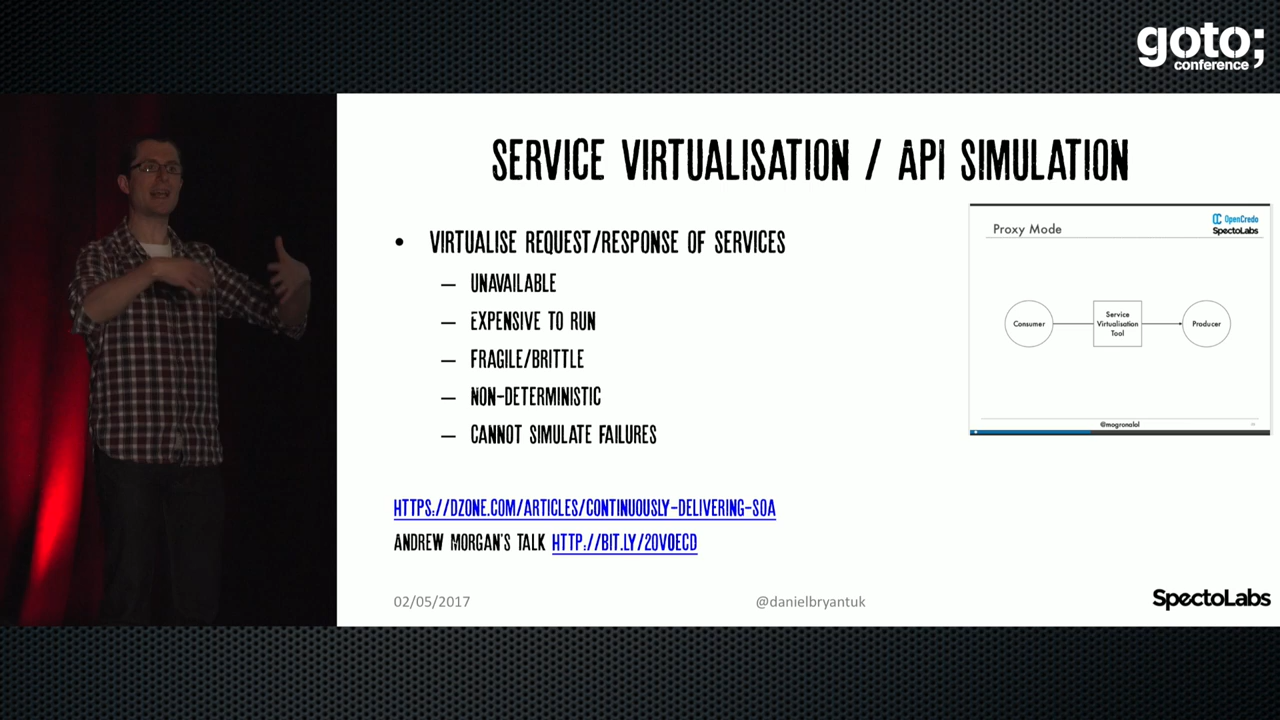 goto;
conference
SERVICE VIRTUALISATION / API SIMULATION
• VIRTUALISE REQUEST/RESPONSE OF SERVICES
– UNAVAILABLE
– EXPENSIVE TO RUN
– FRAGILE/BRITTLE
– NON-DETERMINISTIC
– CANNOT SIMULATE FAILURES
Proxy Mode
OpenCredo
SpectoLabs
Consumer
Service
Virtualisation
Tool
Producer
@mogronalol
HTTPS://DZONE.COM/ARTICLES/CONTINUOUSLY-DELIVERING-SOA
ANDREW MORGAN'S TALK HTTP://BIT.LY/20VOECD
02/05/2017
@danielbryantuk
SpectoLabs